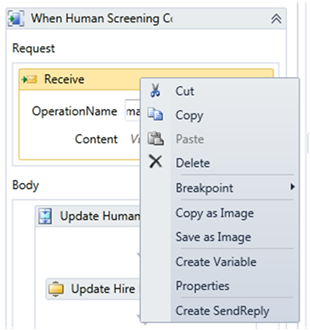 When Human Screening Co
Request
Receive
Cut
OperationName ma
Copy
Content Vi
Paste
Delete
Body
Breakpoint
Update Human
Copy as Image
Save as Image
Create Variable
Update Hire
Properties
Create SendReply